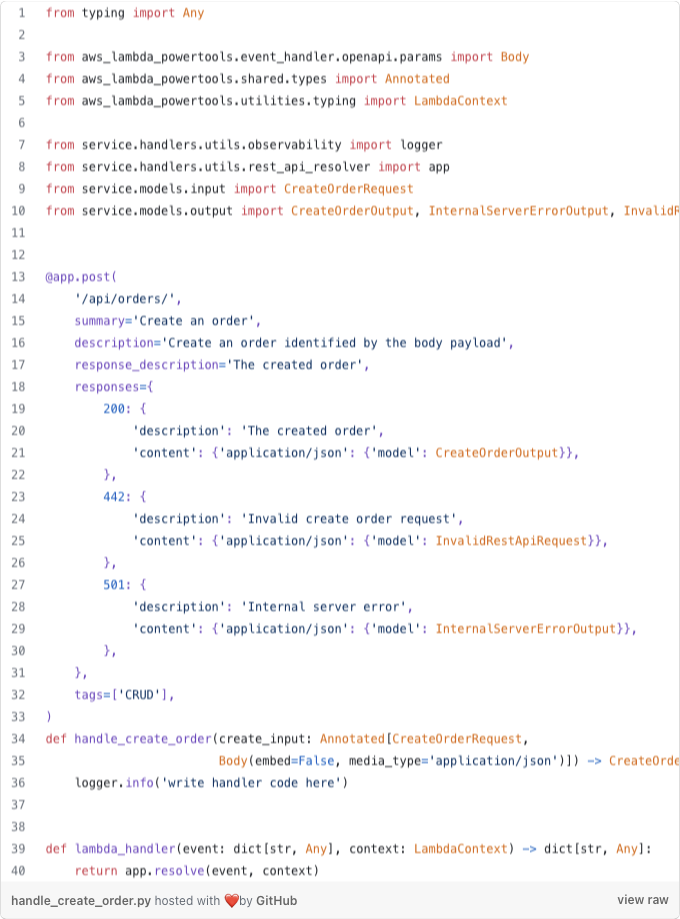 1 from typing import Any
2
3 from aws_lambda_powertools.event_handler.openapi.params import Body
4 from aws_lambda_powertools.shared.types import Annotated
5 from aws_lambda_powertools.utilities.typing import LambdaContext
6
7 from service.handlers.utils.observability import logger
8 from service.handlers.utils.rest_api_resolver import app
9 from service.models.input import CreateOrderRequest
10 from service.models.output import CreateOrderOutput, InternalServerErrorOutput, InvalidR
11
12
13 @app.post(
14     '/api/orders/',
15     summary='Create an order',
16     description='Create an order identified by the body payload',
17     response_description='The created order',
18     responses={
19         200: {
20             'description': 'The created order',
21             'content': {'application/json': {'model': CreateOrderOutput}},
22         },
23         442: {
24             'description': 'Invalid create order request',
25             'content': {'application/json': {'model': InvalidRestApiRequest}},
26         },
27         501: {
28             'description': 'Internal server error',
29             'content': {'application/json': {'model': InternalServerErrorOutput}},
30         },
31     },
32     tags=['CRUD'],
33 )
34 def handle_create_order(create_input: Annotated[CreateOrderRequest,
35                         Body(embed=False, media_type='application/json')]) -> CreateOrde
36     logger.info('write handler code here')
37
38
39 def lambda_handler(event: dict[str, Any], context: LambdaContext) -> dict[str, Any]:
40     return app.resolve(event, context)
handle_create_order.py hosted with ❤️by GitHub view raw